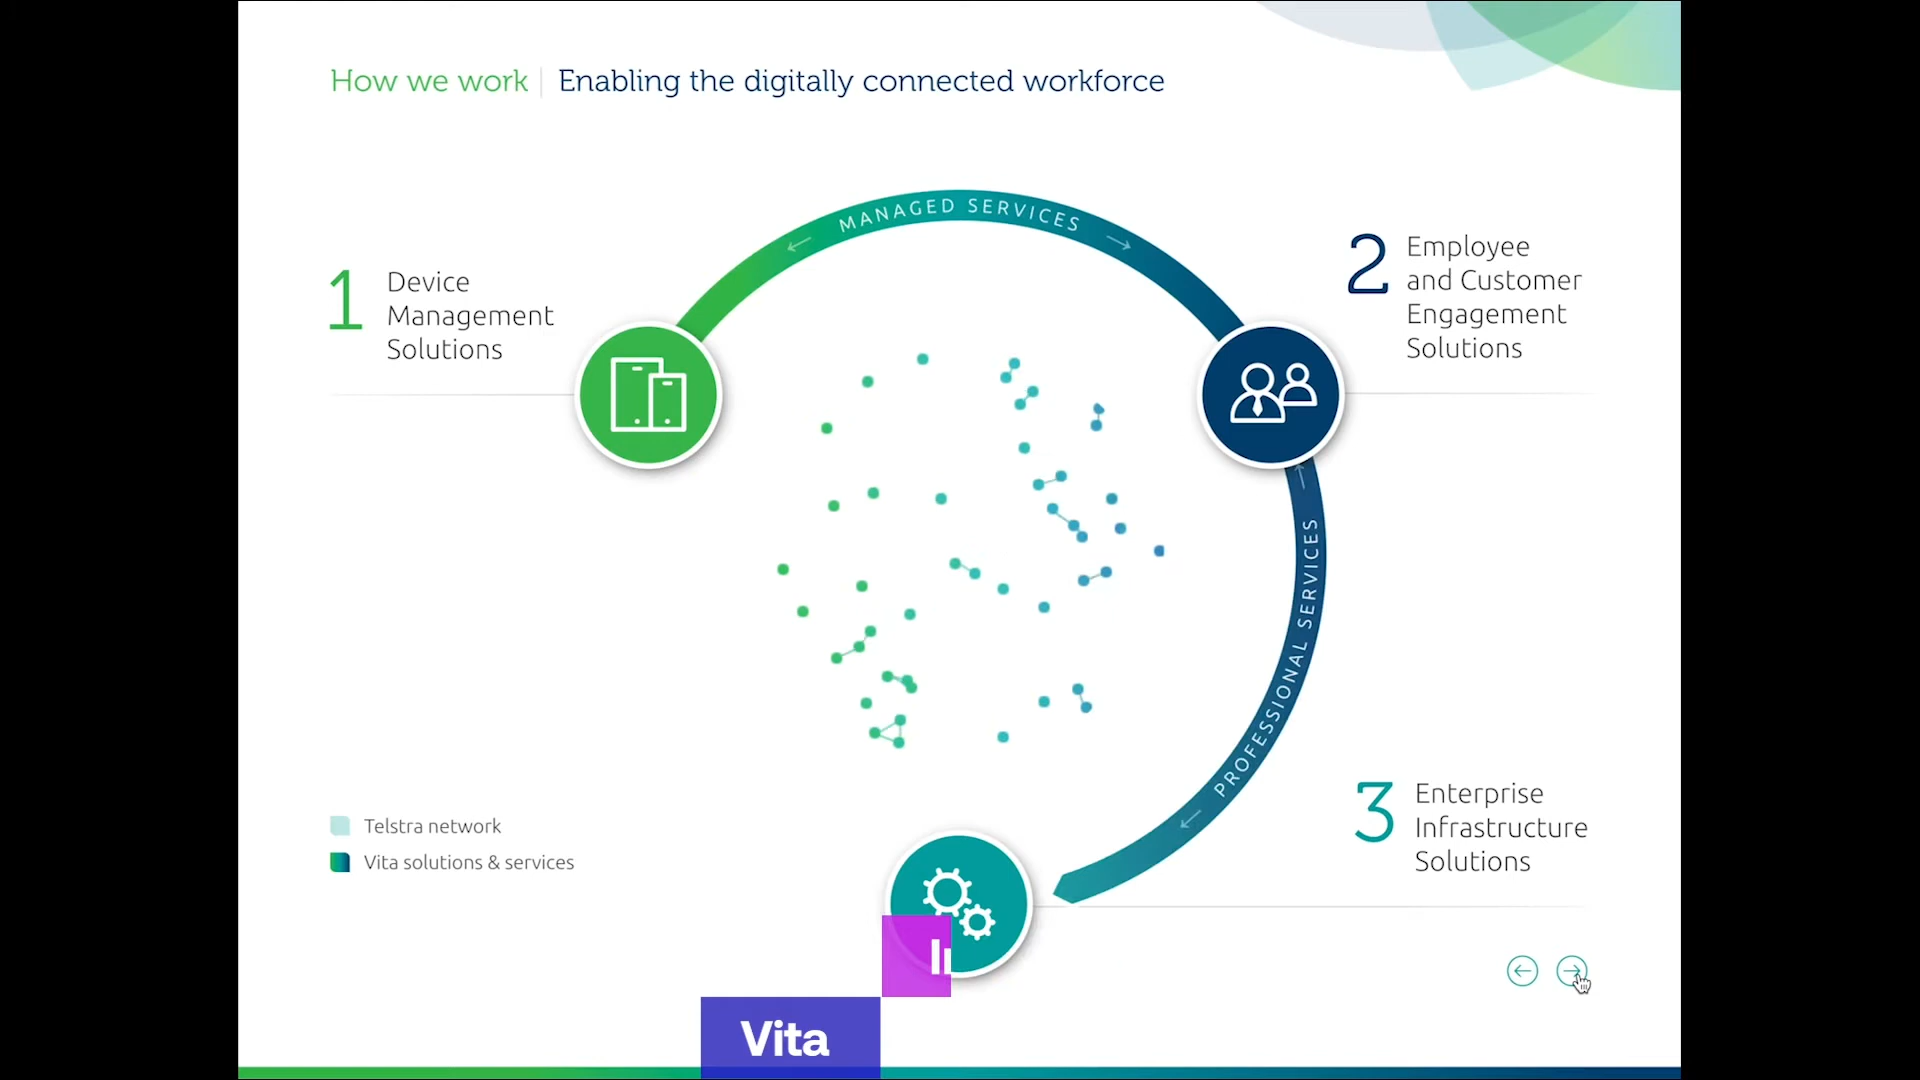 How we work | Enabling the digitally connected workforce
MANAGED SERVICES
1 Device
Management
Solutions
2 Employee
and Customer
Engagement
Solutions
PROFESSIONAL SERVICES
3 Enterprise
Infrastructure
Solutions
Telstra network
Vita solutions & services
Vita